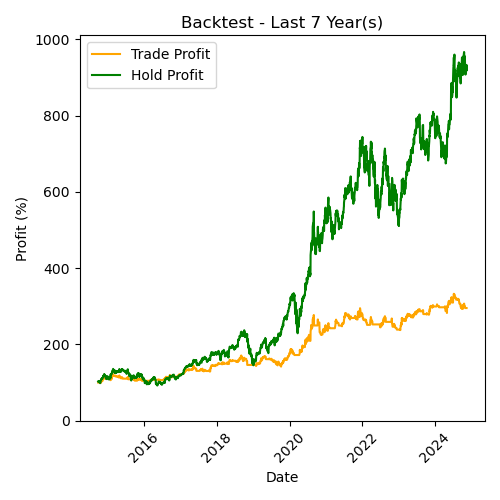 Backtest - Last 7 Year(s)
Trade Profit
Hold Profit
Profit (%)
1000
800
600
400
200
0
2016
2018
2020
2022
2024
Date